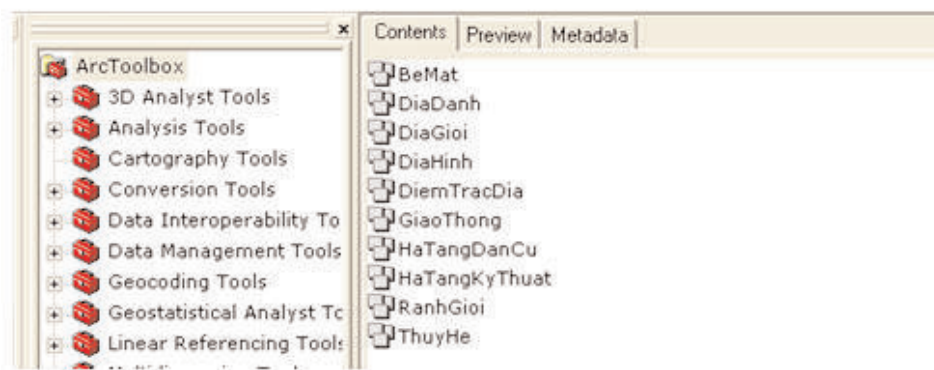 ArcToolbox
3D Analyst Tools
Analysis Tools
Cartography Tools
Conversion Tools
Data Interoperability To
Data Management Tools
Geocoding Tools
Geostatistical Analyst Tc
Linear Referencing Tools
Contents Preview Metadata
BeMat
DiaDanh
DiaGioi
DiaHinh
DiemTracDia
GiaoThong
HaTangDanCu
HaTangKyThuat
RanhGioi
ThuyHe